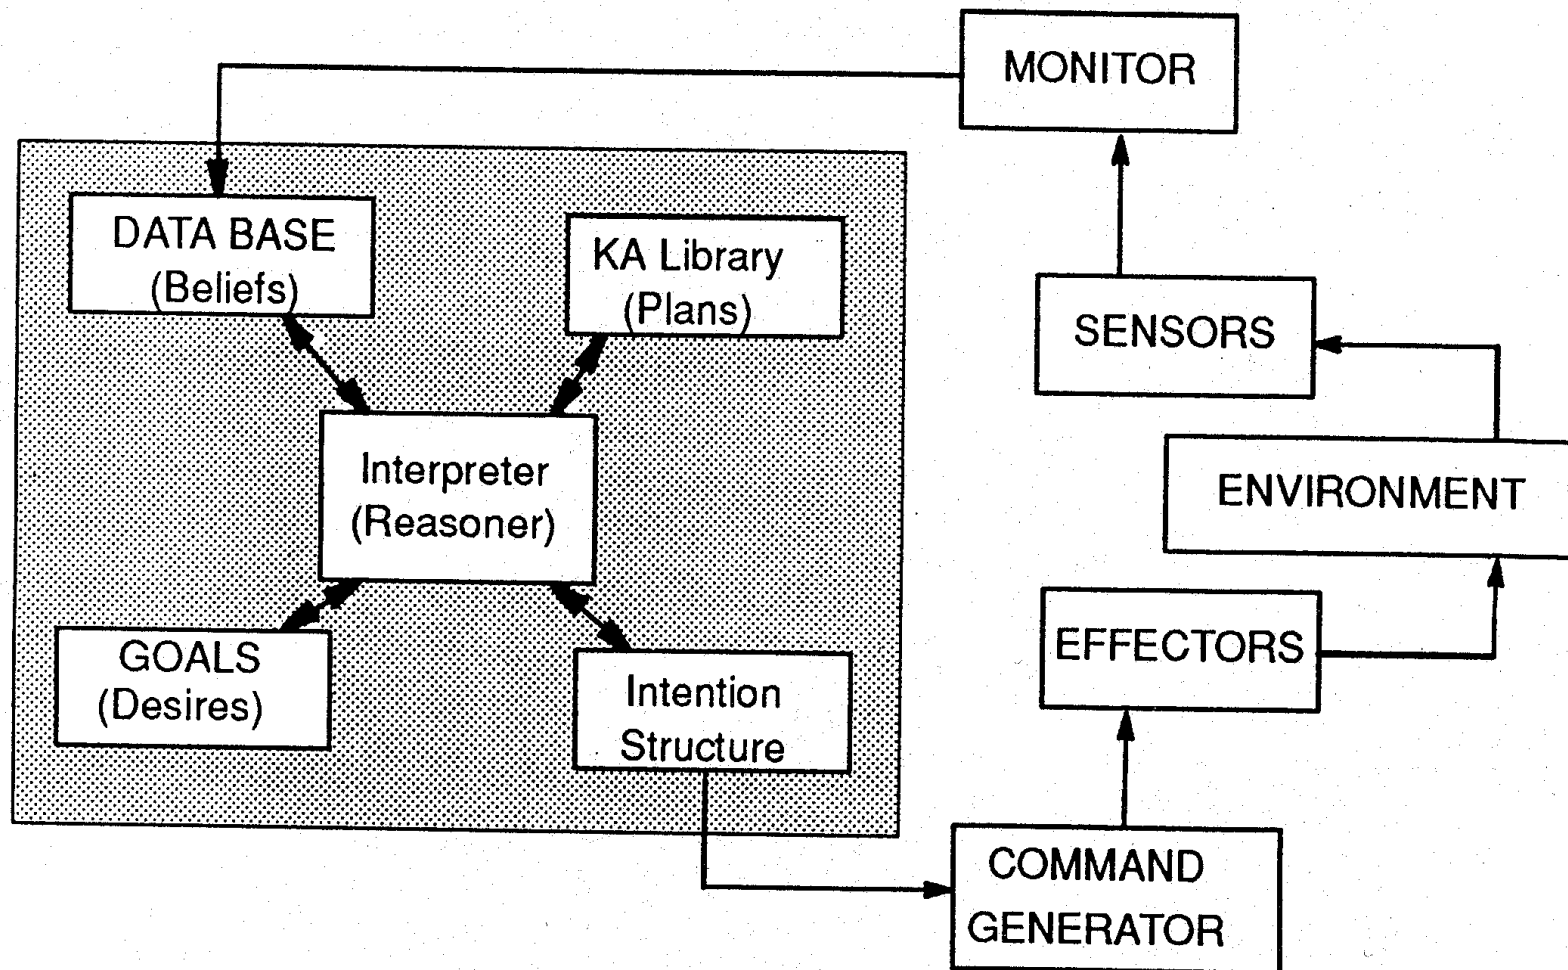 MONITOR
DATA BASE
(Beliefs)
KA Library
(Plans)
SENSORS
Interpreter
(Reasoner)
ENVIRONMENT
GOALS
(Desires)
EFFECTORS
Intention
Structure
COMMAND
GENERATOR